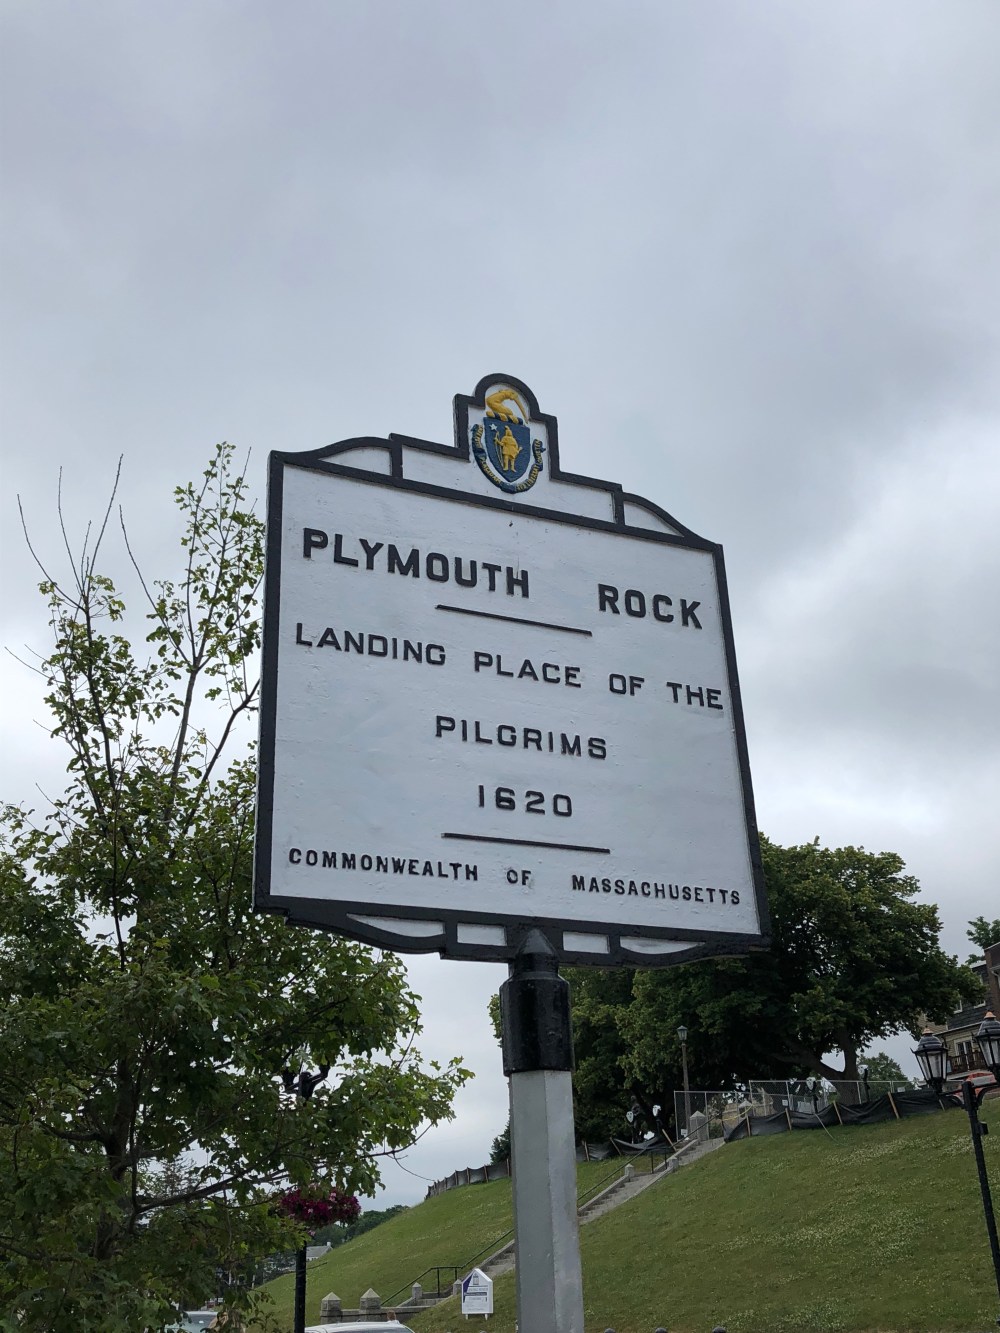 PLYMOUTH ROCK
LANDING PLACE OF THE
PILGRIMS
1620
COMMONWEALTH OF MASSACHUSETTS